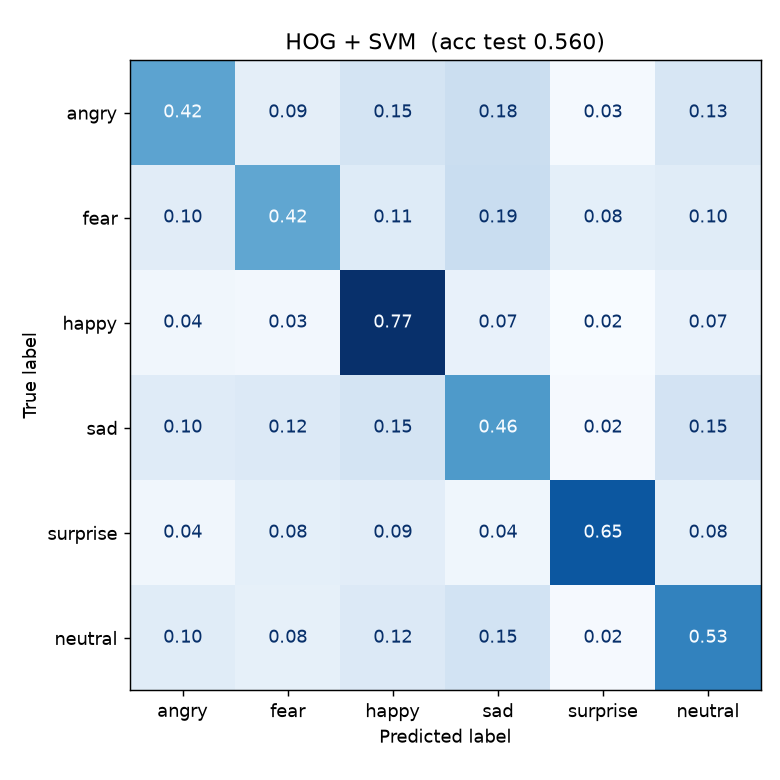 HOG + SVM  (acc test 0.560)
True label
angry 0.42 0.09 0.15 0.18 0.03 0.13
fear 0.10 0.42 0.11 0.19 0.08 0.10
happy 0.04 0.03 0.77 0.07 0.02 0.07
sad 0.10 0.12 0.15 0.46 0.02 0.15
surprise 0.04 0.08 0.09 0.04 0.65 0.08
neutral 0.10 0.08 0.12 0.15 0.02 0.53
angry fear happy sad surprise neutral
Predicted label